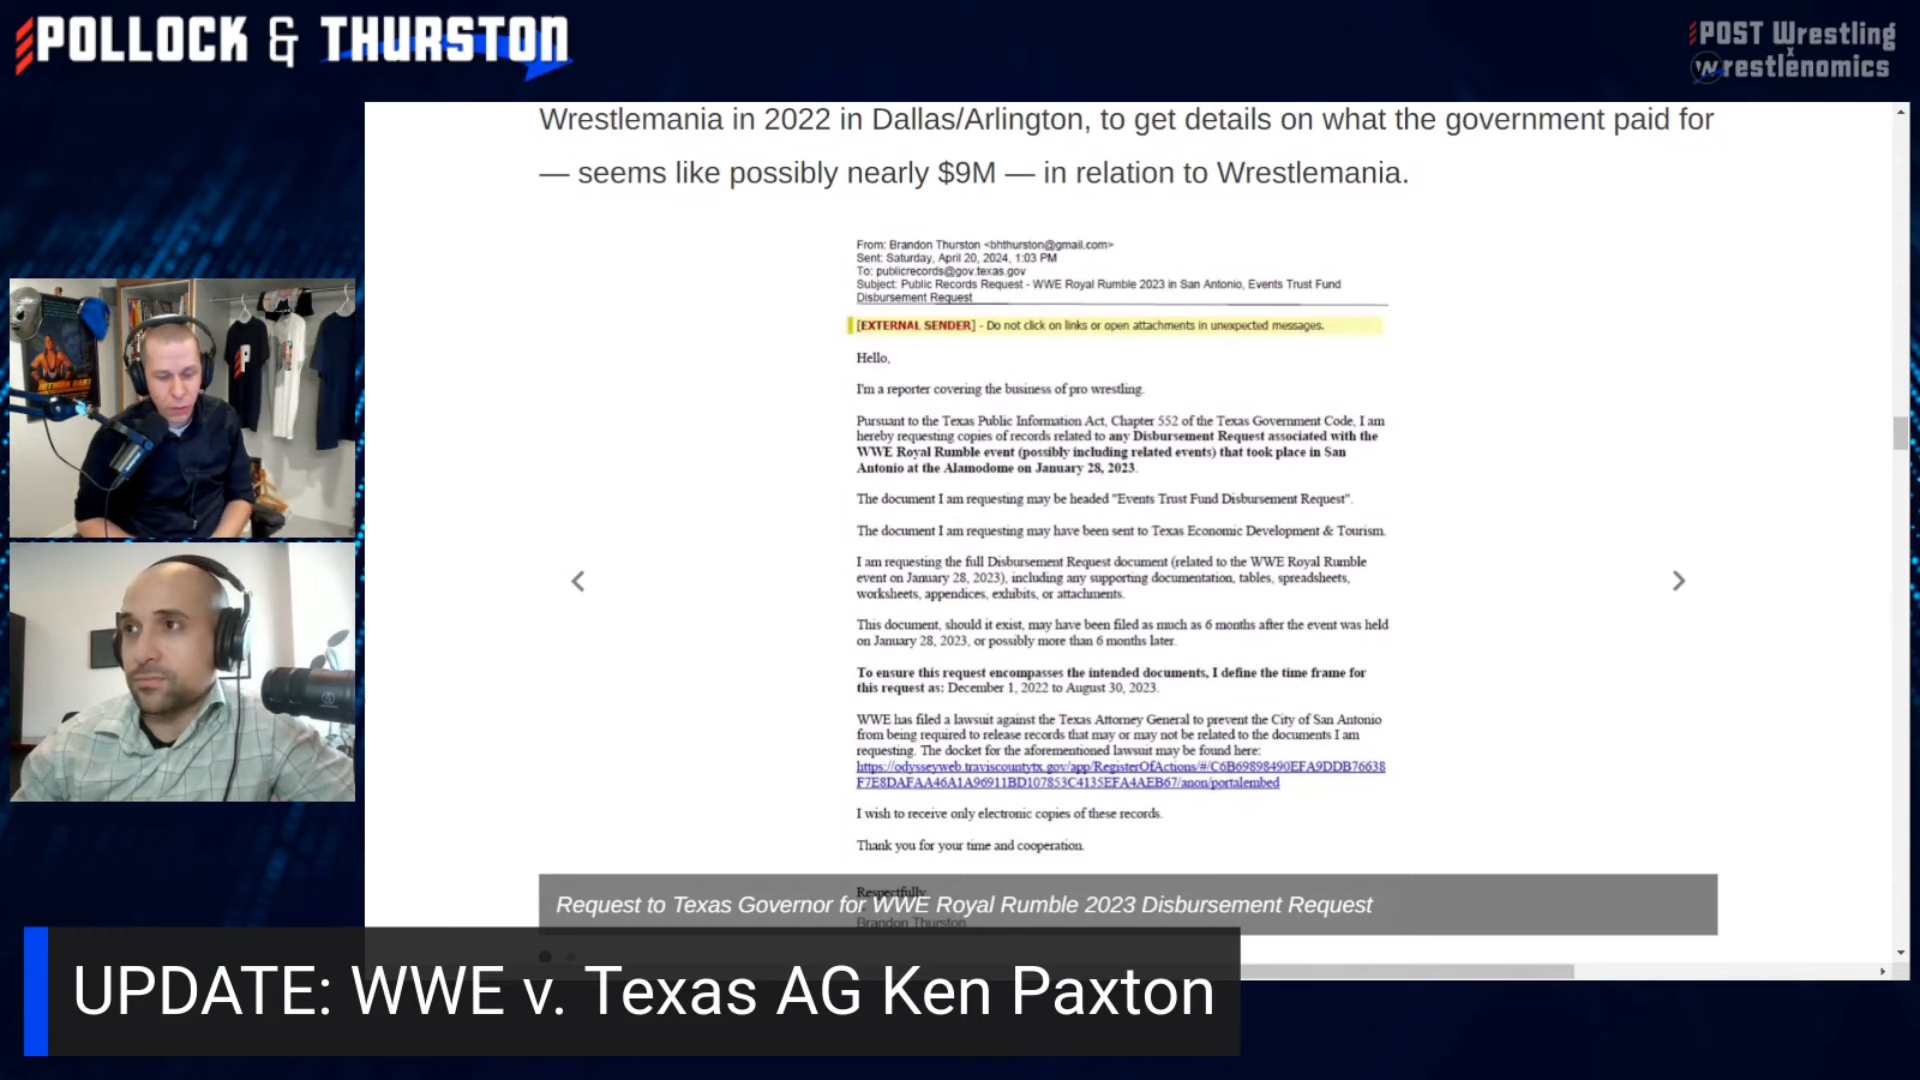 POLLOCK & THURSTON
POST Wrestling
x
Wrestlenomics
Wrestlemania in 2022 in Dallas/Arlington, to get details on what the government paid for
— seems like possibly nearly $9M — in relation to Wrestlemania.
From: Brandon Thurston <bhthurston@gmail.com>
Sent: Saturday, April 20, 2024, 1:03 PM
To: publicrecords@gov.texas.gov
Subject: Public Records Request - WWE Royal Rumble 2023 in San Antonio, Events Trust Fund
Disbursement Request
[EXTERNAL SENDER] - Do not click on links or open attachments in unexpected messages.
Hello,
I'm a reporter covering the business of pro wrestling.
Pursuant to the Texas Public Information Act, Chapter 552 of the Texas Government Code, I am
hereby requesting copies of records related to any Disbursement Request associated with the
WWE Royal Rumble event (possibly including related events) that took place in San
Antonio at the Alamodome on January 28, 2023.
The document I am requesting may be headed "Events Trust Fund Disbursement Request".
The document I am requesting may have been sent to Texas Economic Development & Tourism.
I am requesting the full Disbursement Request document (related to the WWE Royal Rumble
event on January 28, 2023), including any supporting documentation, tables, spreadsheets,
worksheets, appendices, exhibits, or attachments.
This document, should it exist, may have been filed as much as 6 months after the event was held
on January 28, 2023, or possibly more than 6 months later.
To ensure this request encompasses the intended documents, I define the time frame for
this request as: December 1, 2022 to August 30, 2023.
WWE has filed a lawsuit against the Texas Attorney General to prevent the City of San Antonio
from being required to release records that may or may not be related to the documents I am
requesting. The docket for the aforementioned lawsuit may be found here:
https://odysseyweb.traviscountytx.gov/app/RegisterOfActions/#/C6B69898490EFA9DDB76638
F7E8DAFAA46A1A96911BD107853C4135EFA4AEB67/anon/portalembed
I wish to receive only electronic copies of these records.
Thank you for your time and cooperation.
Respectfully,
Request to Texas Governor for WWE Royal Rumble 2023 Disbursement Request
Brandon Thurston
UPDATE: WWE v. Texas AG Ken Paxton